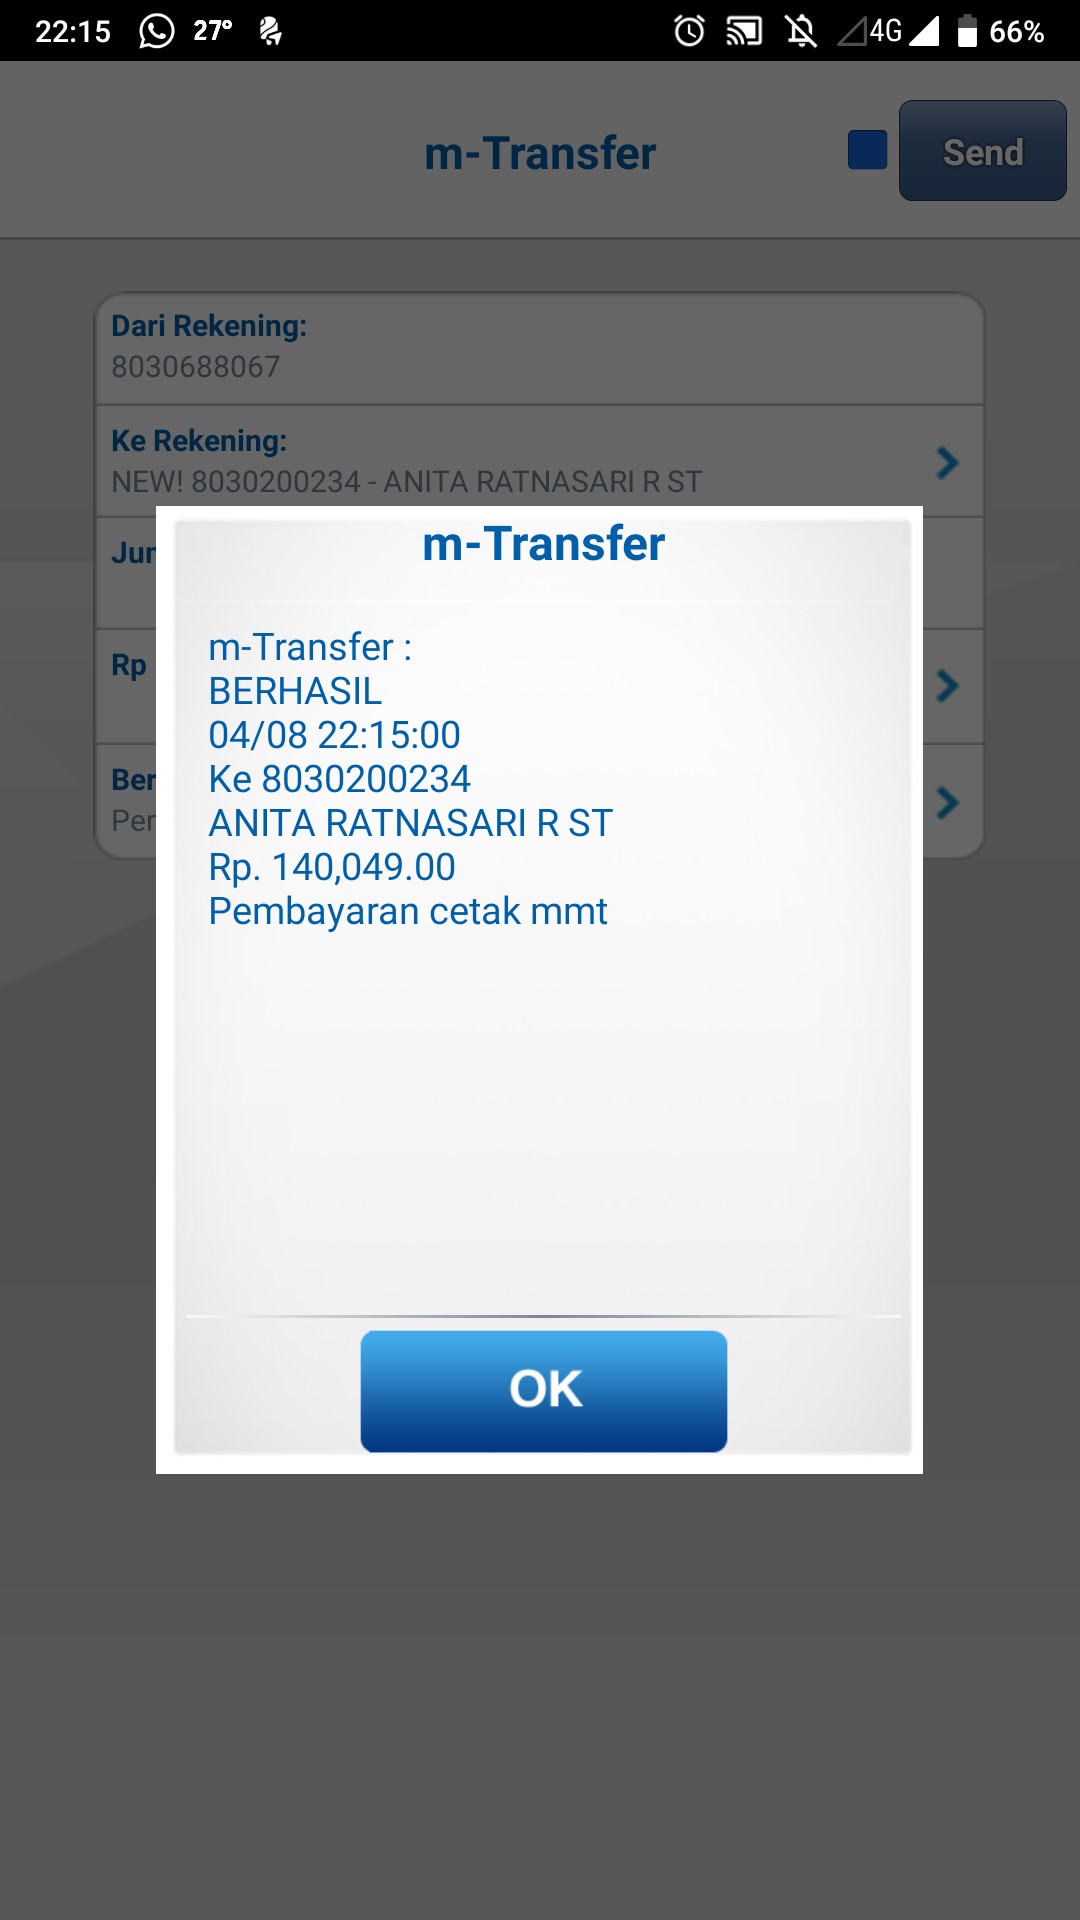 22:15 27° 4G 66%
m-Transfer
Send
Dari Rekening:
8030688067
Ke Rekening:
NEW! 8030200234 - ANITA RATNASARI R ST
Jum
Rp
Ber
Per
m-Transfer
m-Transfer :
BERHASIL
04/08 22:15:00
Ke 8030200234
ANITA RATNASARI R ST
Rp. 140,049.00
Pembayaran cetak mmt
OK